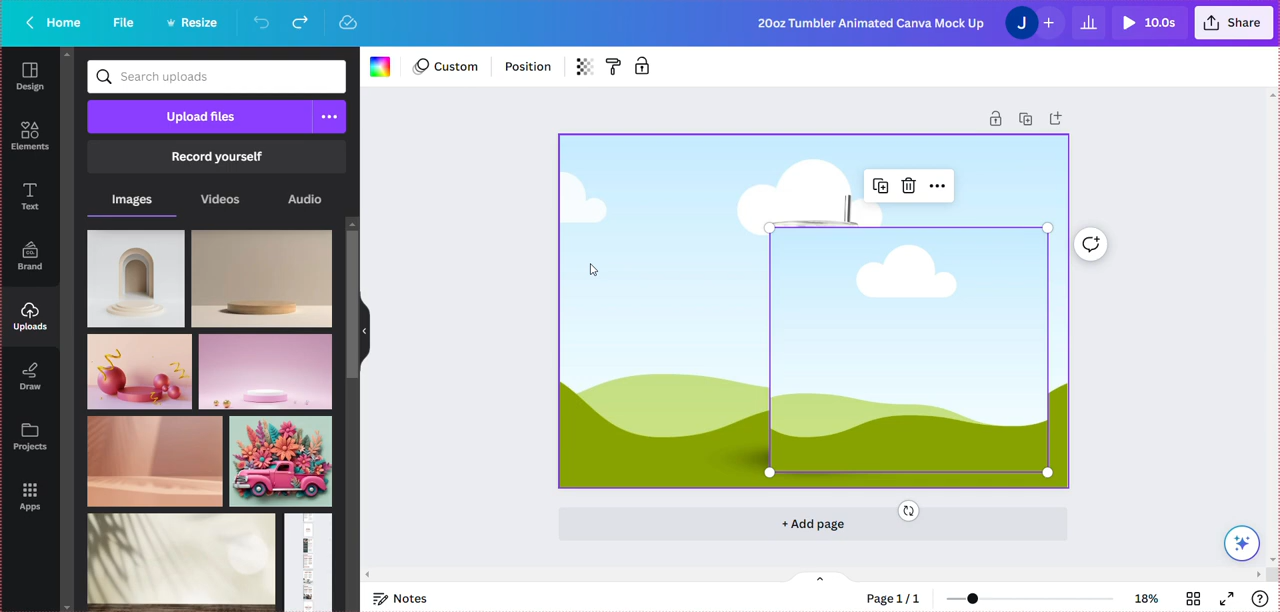 Home
File
Resize
20oz Tumbler Animated Canva Mock Up
J
+
10.0s
Share
Design
Elements
Text
CO.
Brand
Uploads
Draw
Projects
Apps
Search uploads
Upload files
Record yourself
Images Videos Audio
Custom
Position
+ Add page
Notes
Page 1 / 1
18%
?